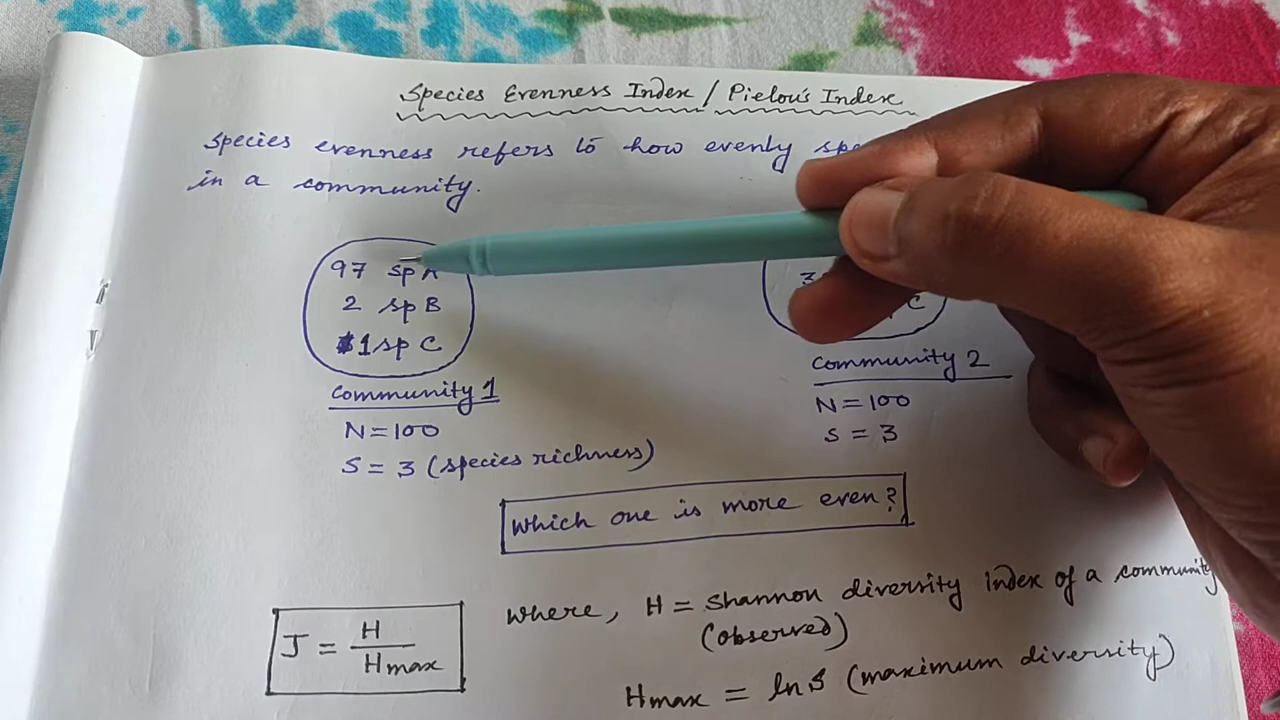 Species Evenness Index / Pielou's Index
Species evenness refers to how evenly
in a community.
97 sp A
2 sp B
1 sp C
C
Community 1
N = 100
S = 3 (species richness)
Community 2
N = 100
S = 3
Which one is more even?
J = H / Hmax
where, H = Shannon diversity index of a community
(observed)
Hmax = ln S (maximum diversity)